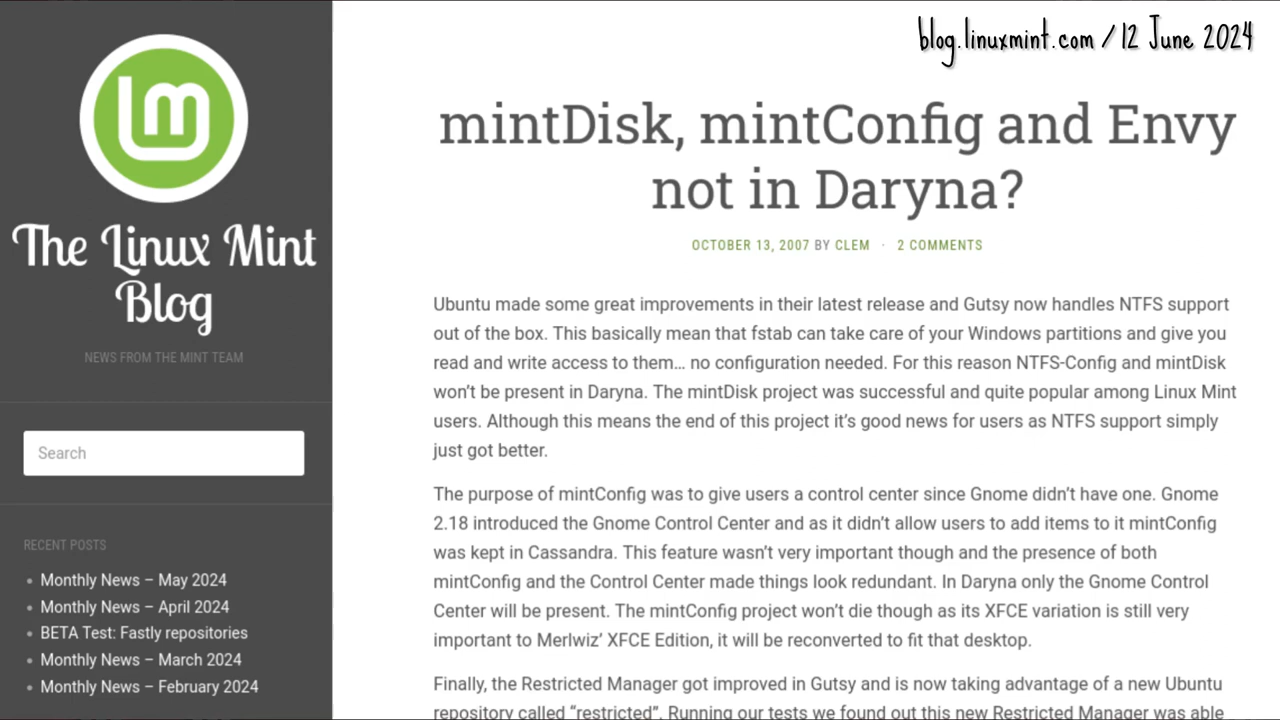 blog.linuxmint.com / 12 June 2024
lm
The Linux Mint
Blog
NEWS FROM THE MINT TEAM
Search
RECENT POSTS
Monthly News – May 2024
Monthly News – April 2024
BETA Test: Fastly repositories
Monthly News – March 2024
Monthly News – February 2024
mintDisk, mintConfig and Envy
not in Daryna?
OCTOBER 13, 2007 BY CLEM · 2 COMMENTS
Ubuntu made some great improvements in their latest release and Gutsy now handles NTFS support
out of the box. This basically mean that fstab can take care of your Windows partitions and give you
read and write access to them… no configuration needed. For this reason NTFS-Config and mintDisk
won’t be present in Daryna. The mintDisk project was successful and quite popular among Linux Mint
users. Although this means the end of this project it’s good news for users as NTFS support simply
just got better.
The purpose of mintConfig was to give users a control center since Gnome didn’t have one. Gnome
2.18 introduced the Gnome Control Center and as it didn’t allow users to add items to it mintConfig
was kept in Cassandra. This feature wasn’t very important though and the presence of both
mintConfig and the Control Center made things look redundant. In Daryna only the Gnome Control
Center will be present. The mintConfig project won’t die though as its XFCE variation is still very
important to Merlwiz’ XFCE Edition, it will be reconverted to fit that desktop.
Finally, the Restricted Manager got improved in Gutsy and is now taking advantage of a new Ubuntu
repository called “restricted”. Running our tests we found out this new Restricted Manager was able